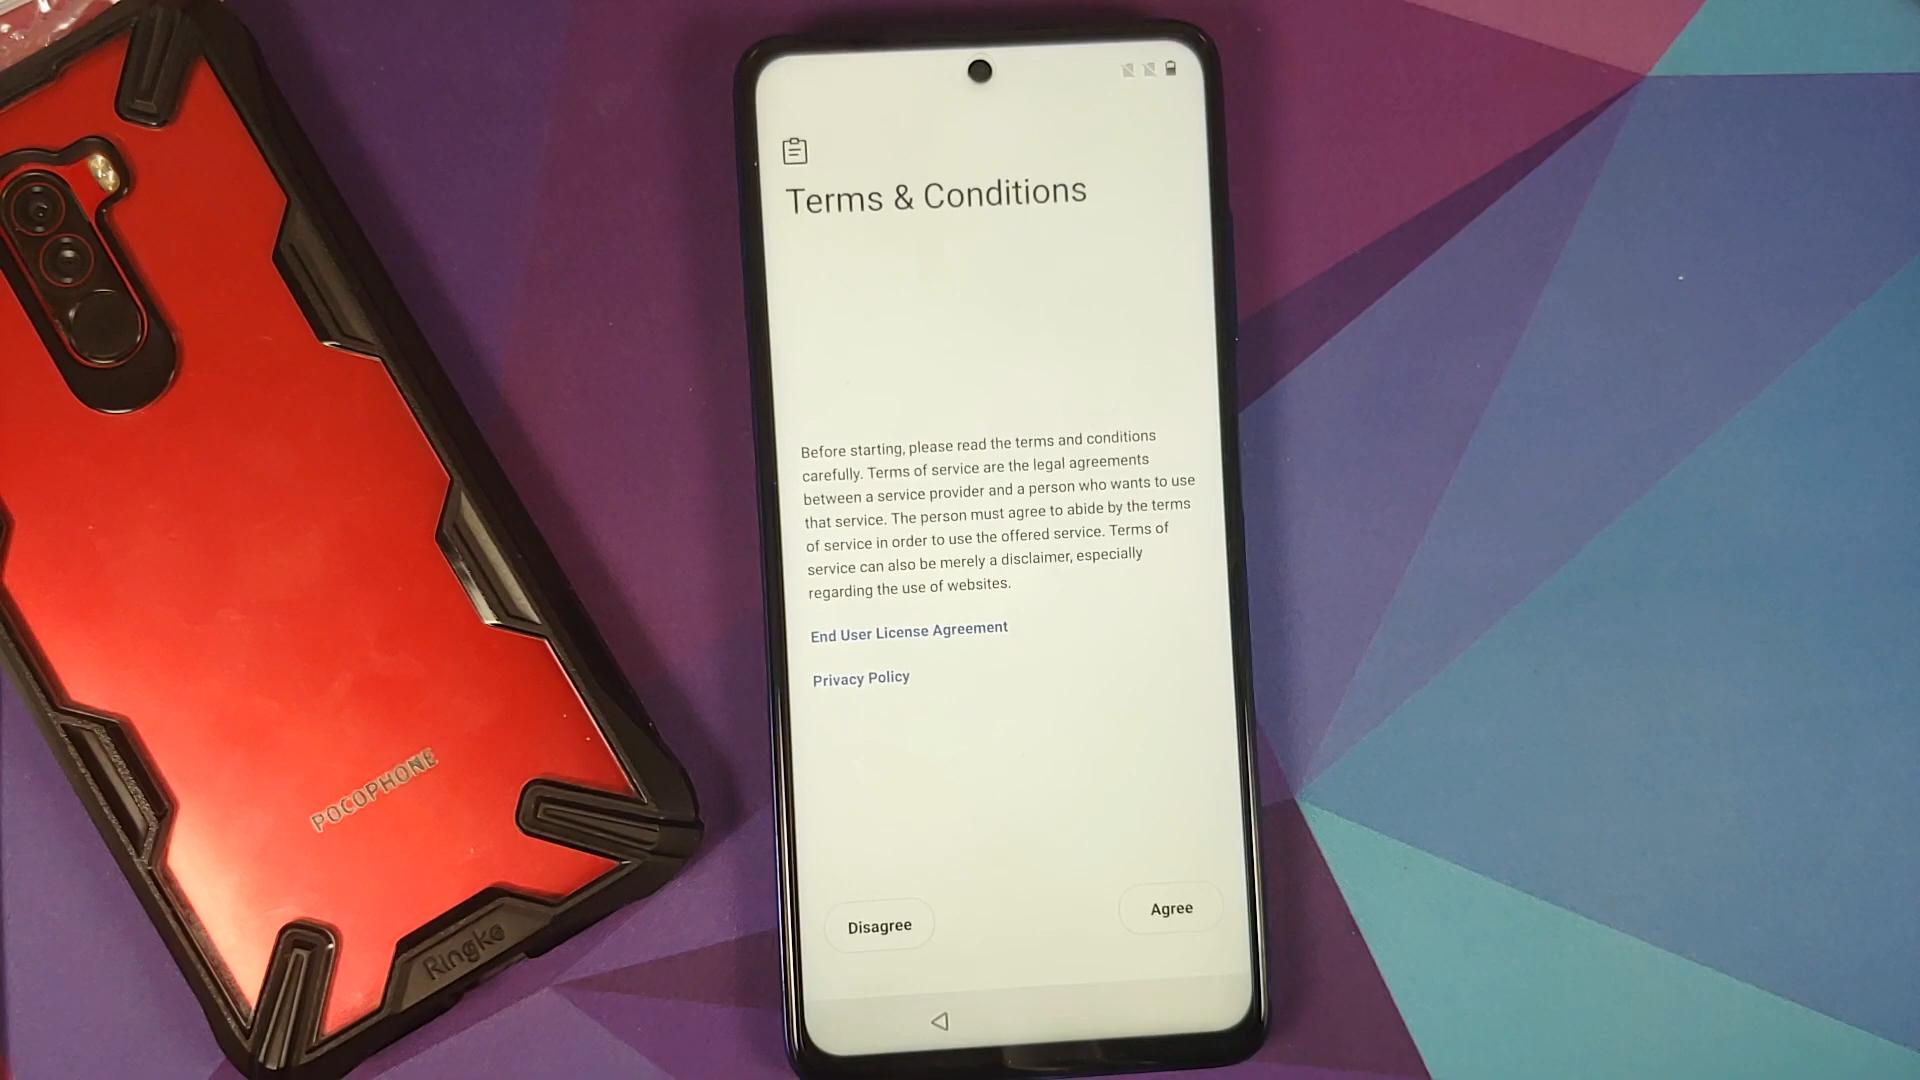 Terms & Conditions
Before starting, please read the terms and conditions
carefully. Terms of service are the legal agreements
between a service provider and a person who wants to use
that service. The person must agree to abide by the terms
of service in order to use the offered service. Terms of
service can also be merely a disclaimer, especially
regarding the use of websites.
End User License Agreement
Privacy Policy
Disagree
Agree
POCOPHONE
Ringke